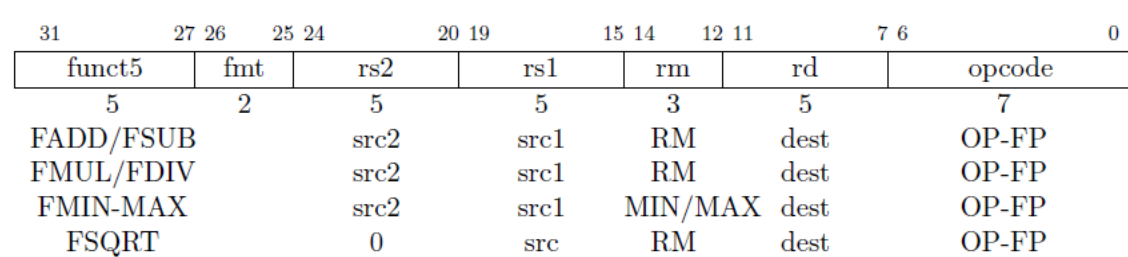 31 27 26 25 24 20 19 15 14 12 11 7 6 0
funct5 fmt rs2 rs1 rm rd opcode
5 2 5 5 3 5 7
FADD/FSUB src2 src1 RM dest OP-FP
FMUL/FDIV src2 src1 RM dest OP-FP
FMIN-MAX src2 src1 MIN/MAX dest OP-FP
FSQRT 0 src RM dest OP-FP